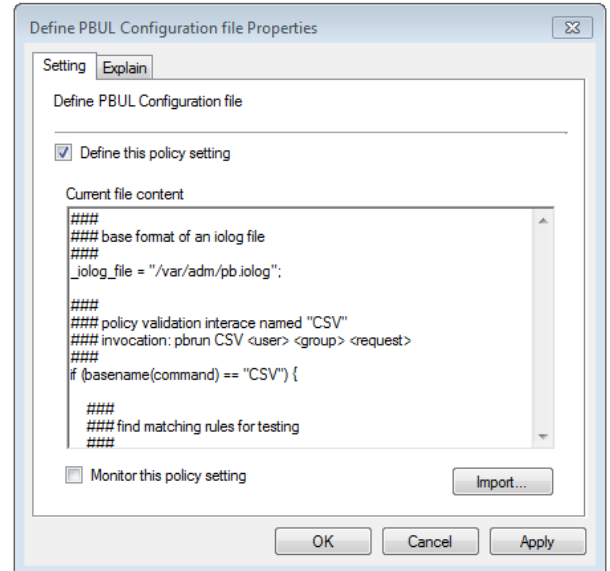 Define PBUL Configuration file Properties
Setting
Explain
Define PBUL Configuration file
Define this policy setting
Current file content
###
### base format of an iolog file
###
_iolog_file = "/var/adm/pb.iolog";
###
### policy validation interace named "CSV"
### invocation: pbrun CSV <user> <group> <request>
###
if (basename(command) == "CSV") {
###
### find matching rules for testing
###
Monitor this policy setting
Import...
OK
Cancel
Apply